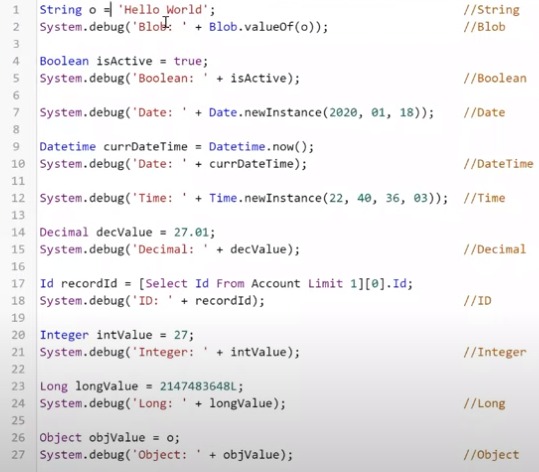 1 String o = 'Hello World'; //String
2 System.debug('Blob: ' + Blob.valueOf(o)); //Blob
3
4 Boolean isActive = true;
5 System.debug('Boolean: ' + isActive); //Boolean
6
7 System.debug('Date: ' + Date.newInstance(2020, 01, 18)); //Date
8
9 Datetime currDateTime = Datetime.now();
10 System.debug('Date: ' + currDateTime); //DateTime
11
12 System.debug('Time: ' + Time.newInstance(22, 40, 36, 03)); //Time
13
14 Decimal decValue = 27.01;
15 System.debug('Decimal: ' + decValue); //Decimal
16
17 Id recordId = [Select Id From Account Limit 1][0].Id;
18 System.debug('ID: ' + recordId); //ID
19
20 Integer intValue = 27;
21 System.debug('Integer: ' + intValue); //Integer
22
23 Long longValue = 2147483648L;
24 System.debug('Long: ' + longValue); //Long
25
26 Object objValue = o;
27 System.debug('Object: ' + objValue); //Object